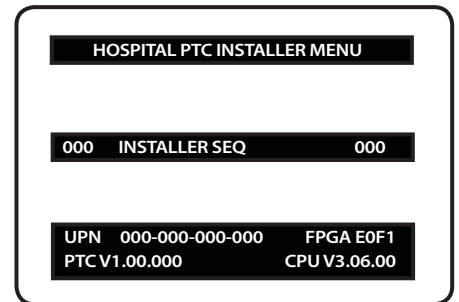 HOSPITAL PTC INSTALLER MENU
000 INSTALLER SEQ 000
UPN 000-000-000-000 FPGA E0F1
PTC V1.00.000 CPU V3.06.00